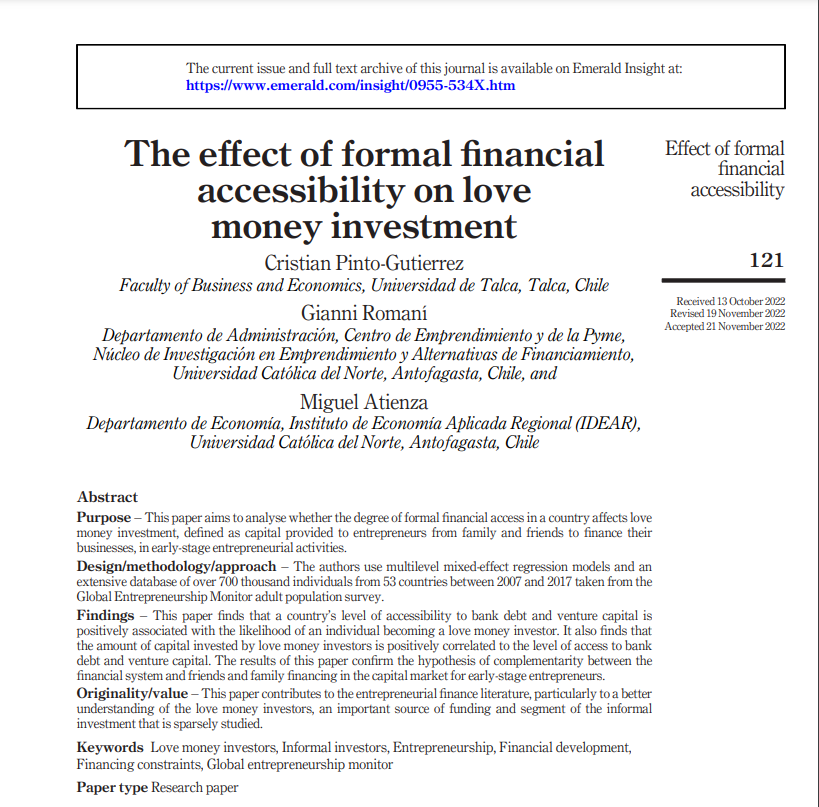 The current issue and full text archive of this journal is available on Emerald Insight at:
https://www.emerald.com/insight/0955-534X.htm
The effect of formal financial
accessibility on love
money investment
Cristian Pinto-Gutierrez
Faculty of Business and Economics, Universidad de Talca, Talca, Chile
Gianni Romaní
Departamento de Administración, Centro de Emprendimiento y de la Pyme,
Núcleo de Investigación en Emprendimiento y Alternativas de Financiamiento,
Universidad Católica del Norte, Antofagasta, Chile, and
Miguel Atienza
Departamento de Economía, Instituto de Economía Aplicada Regional (IDEAR),
Universidad Católica del Norte, Antofagasta, Chile
Effect of formal
financial
accessibility
121
Received 13 October 2022
Revised 19 November 2022
Accepted 21 November 2022
Abstract
Purpose – This paper aims to analyse whether the degree of formal financial access in a country affects love
money investment, defined as capital provided to entrepreneurs from family and friends to finance their
businesses, in early-stage entrepreneurial activities.
Design/methodology/approach – The authors use multilevel mixed-effect regression models and an
extensive database of over 700 thousand individuals from 53 countries between 2007 and 2017 taken from the
Global Entrepreneurship Monitor adult population survey.
Findings – This paper finds that a country's level of accessibility to bank debt and venture capital is
positively associated with the likelihood of an individual becoming a love money investor. It also finds that
the amount of capital invested by love money investors is positively correlated to the level of access to bank
debt and venture capital. The results of this paper confirm the hypothesis of complementarity between the
financial system and friends and family financing in the capital market for early-stage entrepreneurs.
Originality/value – This paper contributes to the entrepreneurial finance literature, particularly to a better
understanding of the love money investors, an important source of funding and segment of the informal
investment that is sparsely studied.
Keywords Love money investors, Informal investors, Entrepreneurship, Financial development,
Financing constraints, Global entrepreneurship monitor
Paper type Research paper